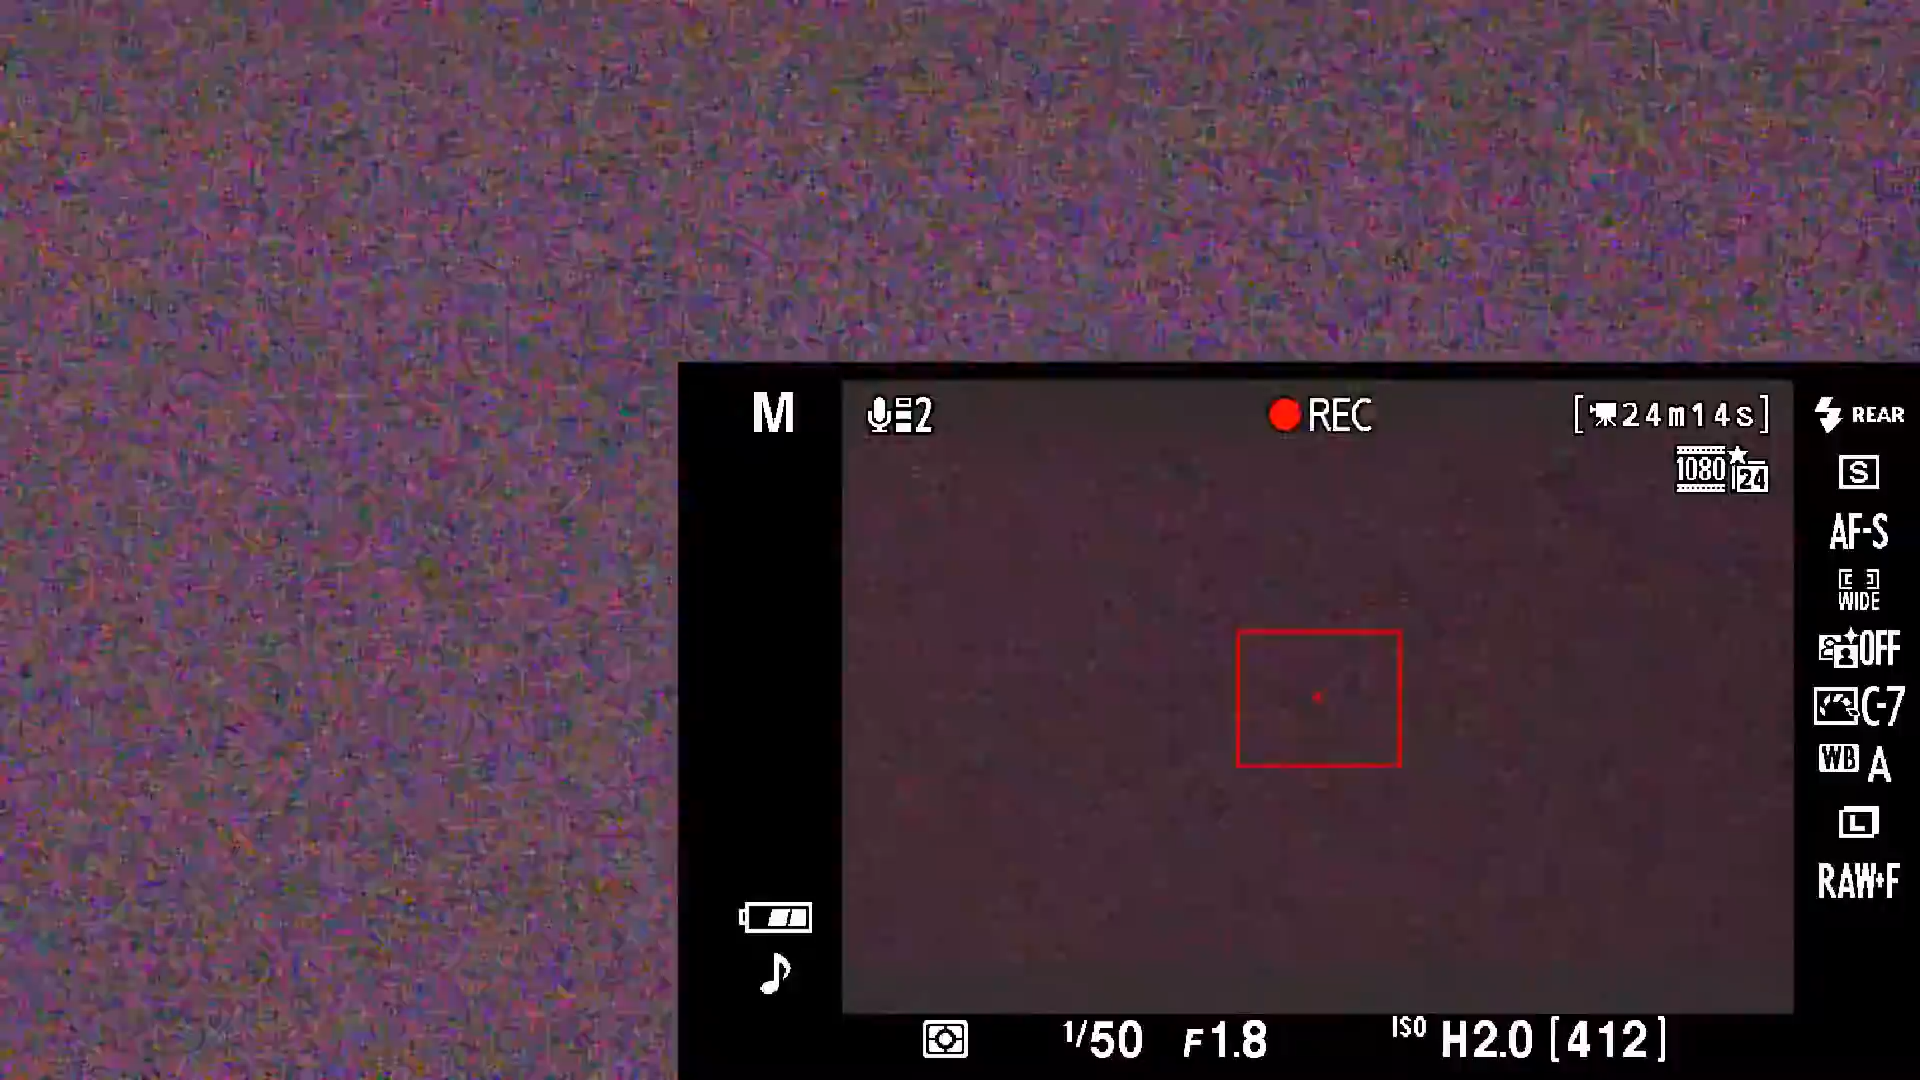 M
2
REC
[24m14s]
REAR
1080
24
S
AF-S
WIDE
OFF
C-7
WB A
L
RAW+F
1/50 F1.8 ISO H2.0 [412]